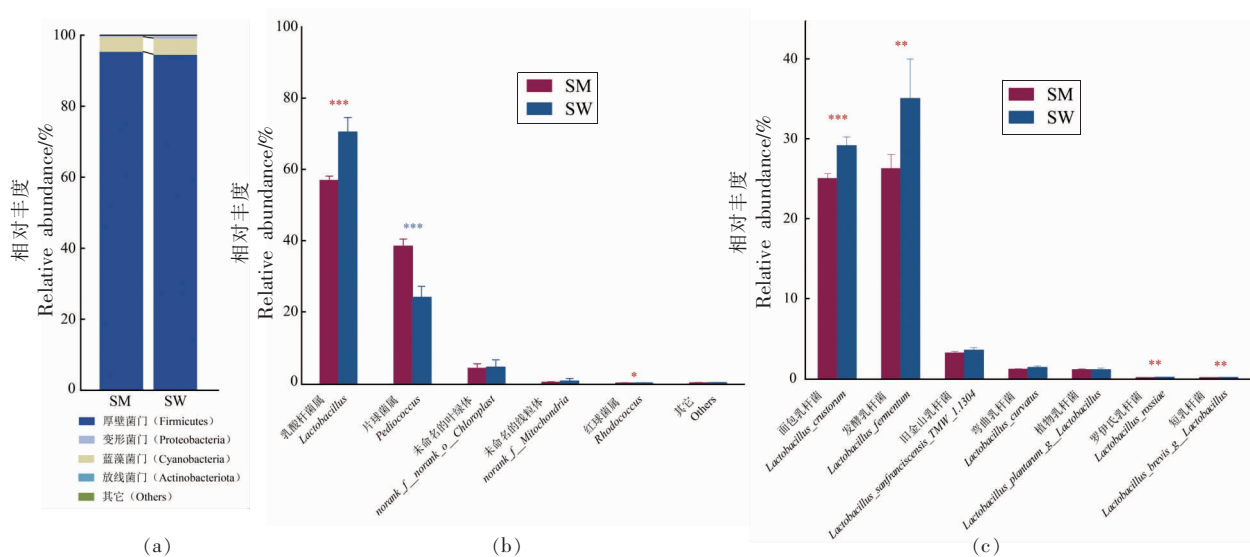 相对丰度
Relative abundance/%
100
80
60
40
20
0
SM
SW
厚壁菌门（Firmicutes）
变形菌门（Proteobacteria）
蓝藻菌门（Cyanobacteria）
放线菌门（Actinobacteriota）
其它（Others）
(a)
相对丰度
Relative abundance/%
100
80
60
40
20
0
SM
SW
***
***
*
乳酸杆菌属
Lactobacillus
片球菌属
Pediococcus
未命名的叶绿体
norank_f__norank_o__Chloroplast
未命名的线粒体
norank_f__Mitochondria
红球菌属
Rhodococcus
其它
Others
(b)
相对丰度
Relative abundance/%
40
30
20
10
0
SM
SW
***
**
**
**
面包乳杆菌
Lactobacillus_crustorum
发酵乳杆菌
Lactobacillus_fermentum
旧金山乳杆菌
Lactobacillus_sanfranciscensis_TMW_1.1304
弯曲乳杆菌
Lactobacillus_curvatus
植物乳杆菌
Lactobacillus_plantarum_g__Lactobacillus
罗伊氏乳杆菌
Lactobacillus_rossiae
短乳杆菌
Lactobacillus_brevis_g__Lactobacillus
(c)